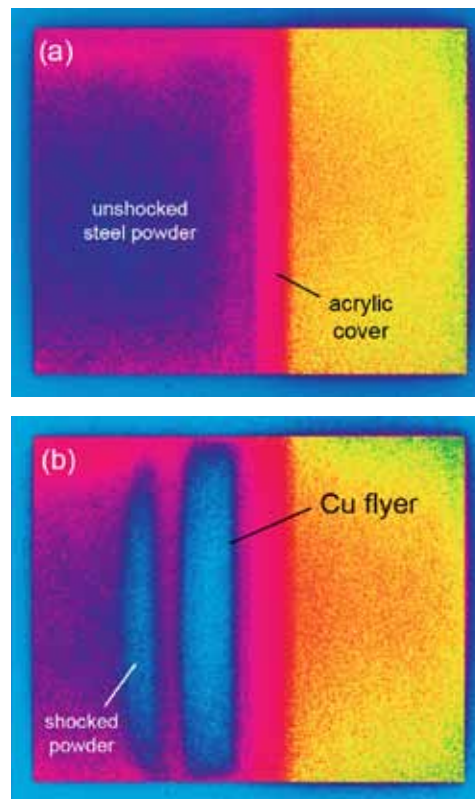 (a)
unshocked
steel powder
acrylic
cover
(b)
Cu flyer
shocked
powder